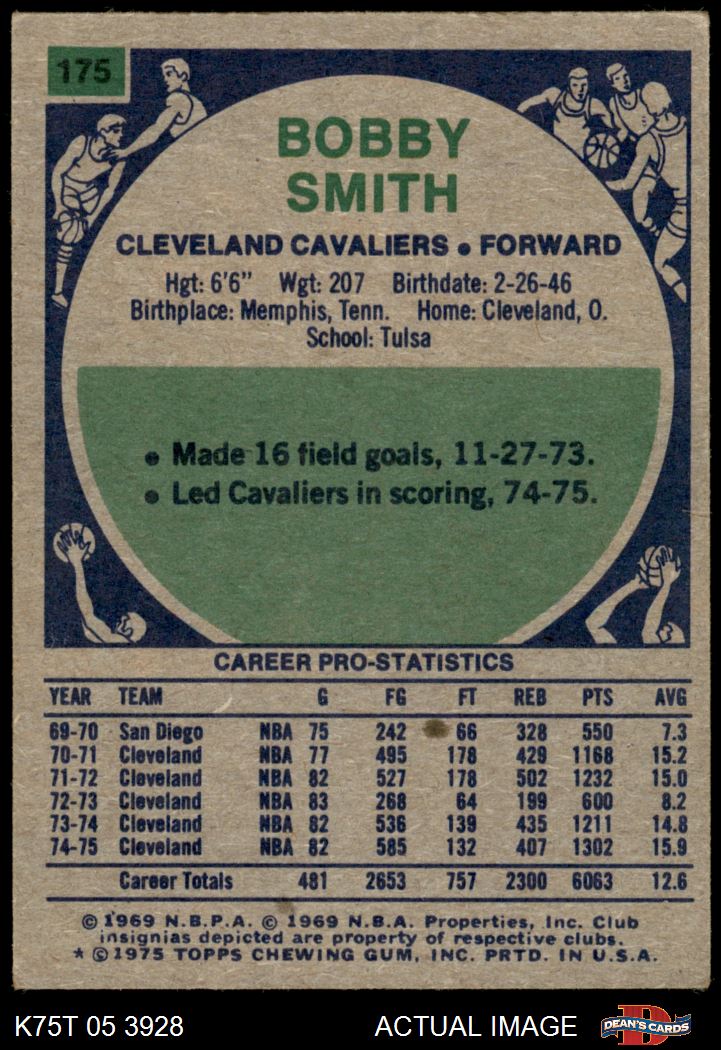 175
BOBBY
SMITH
CLEVELAND CAVALIERS • FORWARD
Hgt: 6'6" Wgt: 207 Birthdate: 2-26-46
Birthplace: Memphis, Tenn. Home: Cleveland, O.
School: Tulsa
• Made 16 field goals, 11-27-73.
• Led Cavaliers in scoring, 74-75.
CAREER PRO-STATISTICS
YEAR TEAM G FG FT REB PTS AVG
69-70 San Diego NBA 75 242 66 328 550 7.3
70-71 Cleveland NBA 77 495 178 429 1168 15.2
71-72 Cleveland NBA 82 527 178 502 1232 15.0
72-73 Cleveland NBA 83 268 64 199 600 8.2
73-74 Cleveland NBA 82 536 139 435 1211 14.8
74-75 Cleveland NBA 82 585 132 407 1302 15.9
Career Totals 481 2653 757 2300 6063 12.6
© 1969 N.B.P.A. © 1969 N.B.A. Properties, Inc. Club
insignias depicted are property of respective clubs.
* © 1975 TOPPS CHEWING GUM, INC. PRTD. IN U.S.A.
K75T 05 3928 ACTUAL IMAGE D DEAN'S CARDS